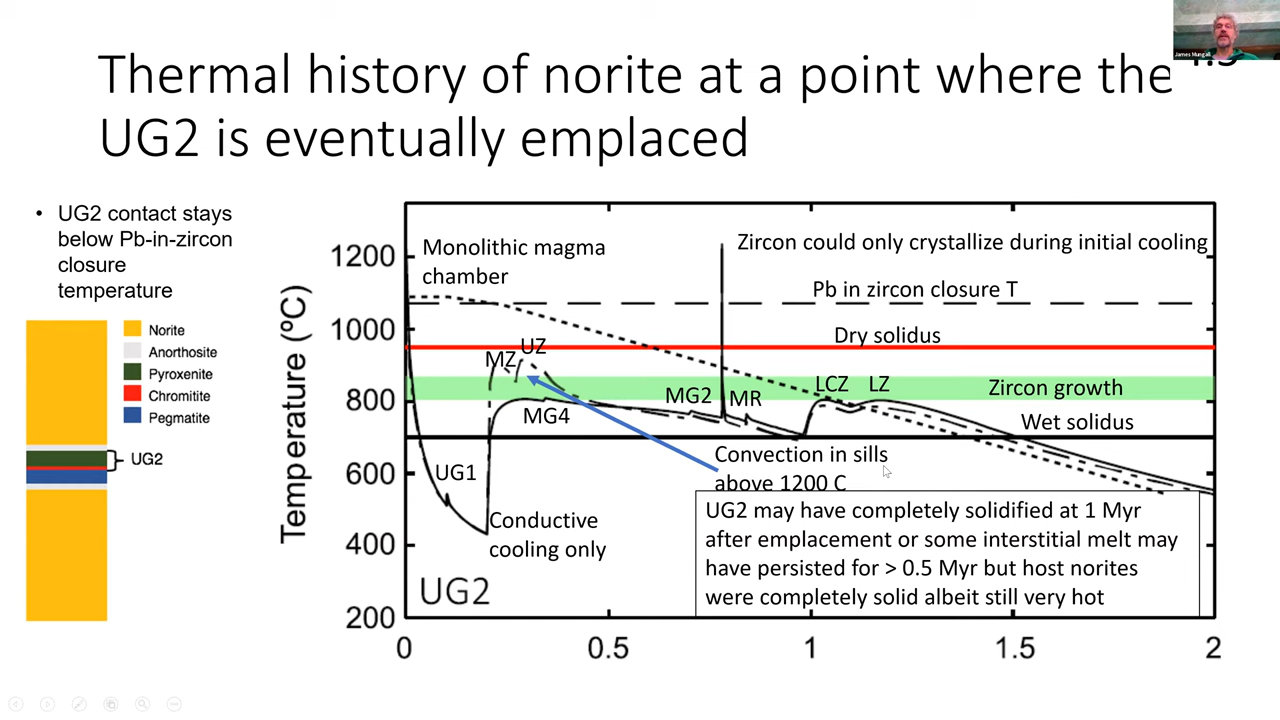 James Mungall
Thermal history of norite at a point where the
UG2 is eventually emplaced
• UG2 contact stays
below Pb-in-zircon
closure
temperature
Norite
Anorthosite
Pyroxenite
Chromitite
Pegmatite
UG2
Temperature (ºC)
1200
1000
800
600
400
200
0
0.5
1
1.5
2
Monolithic magma
chamber
Zircon could only crystallize during initial cooling
Pb in zircon closure T
Dry solidus
MZ
UZ
LCZ
LZ
Zircon growth
MG2
MR
MG4
Wet solidus
Convection in sills
above 1200 C
UG1
Conductive
cooling only
UG2
UG2 may have completely solidified at 1 Myr
after emplacement or some interstitial melt may
have persisted for > 0.5 Myr but host norites
were completely solid albeit still very hot